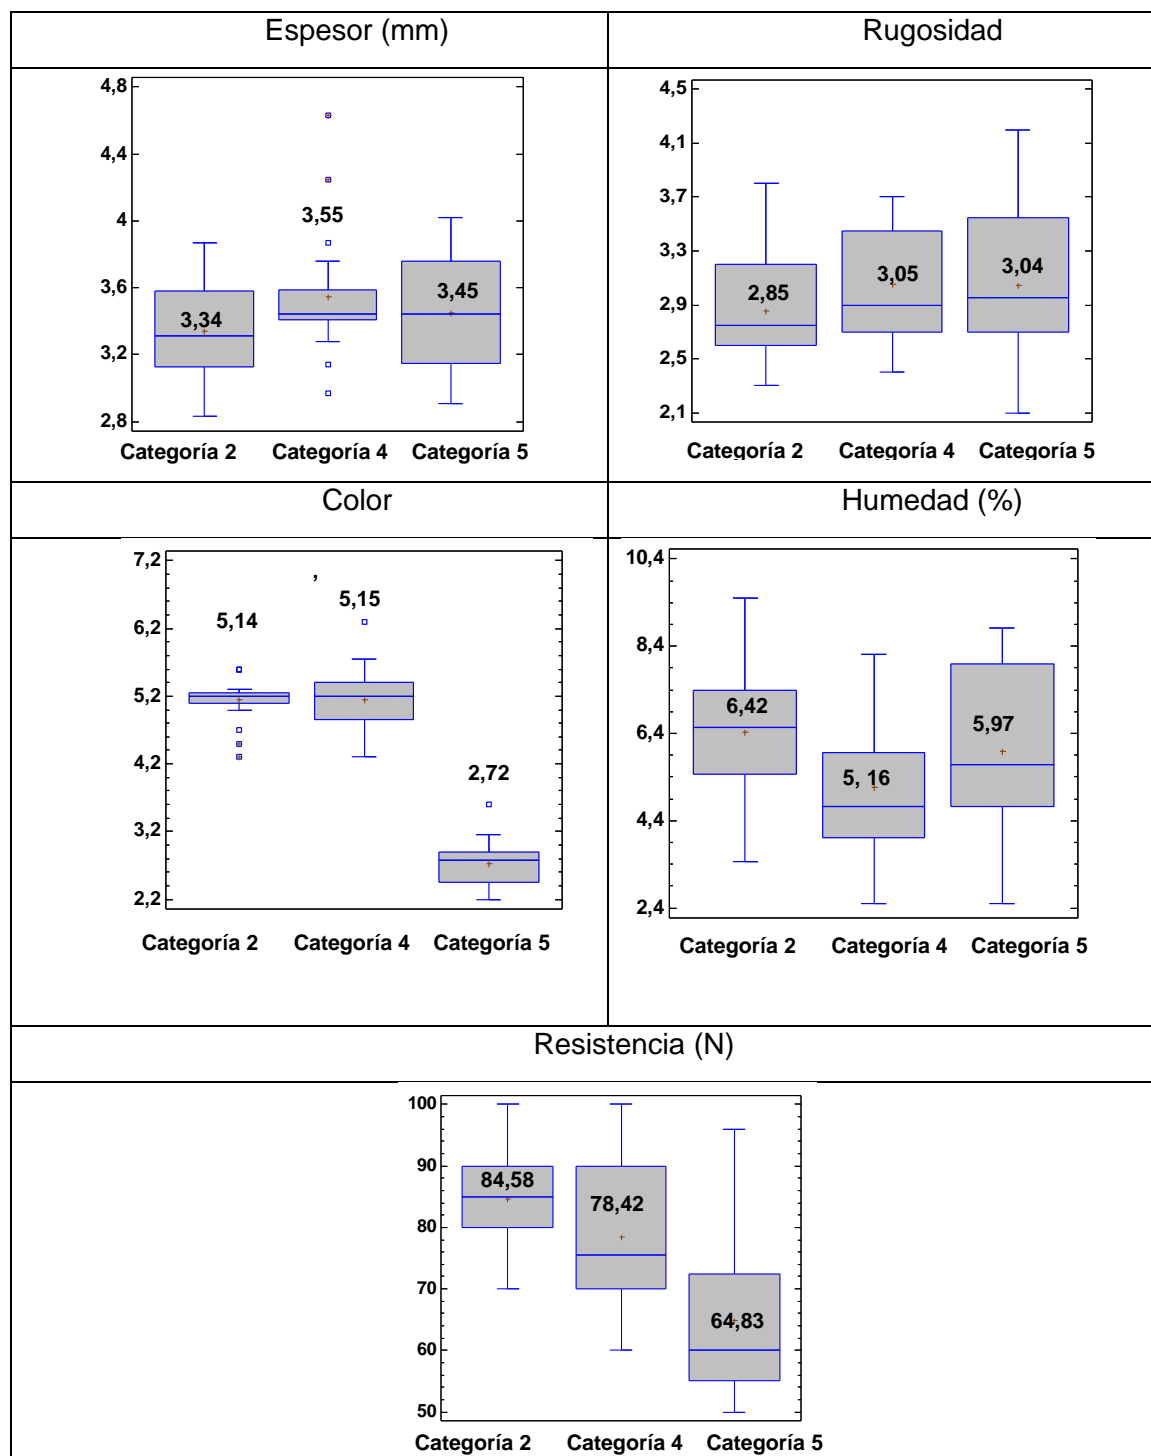 Espesor (mm)
Rugosidad
4,8
4,4
4
3,6
3,2
2,8
3,34
3,55
3,45
Categoría 2
Categoría 4
Categoría 5
4,5
4,1
3,7
3,3
2,9
2,5
2,1
2,85
3,05
3,04
Categoría 2
Categoría 4
Categoría 5
Color
Humedad (%)
7,2
6,2
5,2
4,2
3,2
2,2
,
5,14
5,15
2,72
Categoría 2
Categoría 4
Categoría 5
10,4
8,4
6,4
4,4
2,4
6,42
5, 16
5,97
Categoría 2
Categoría 4
Categoría 5
Resistencia (N)
100
90
80
70
60
50
84,58
78,42
64,83
Categoría 2
Categoría 4
Categoría 5